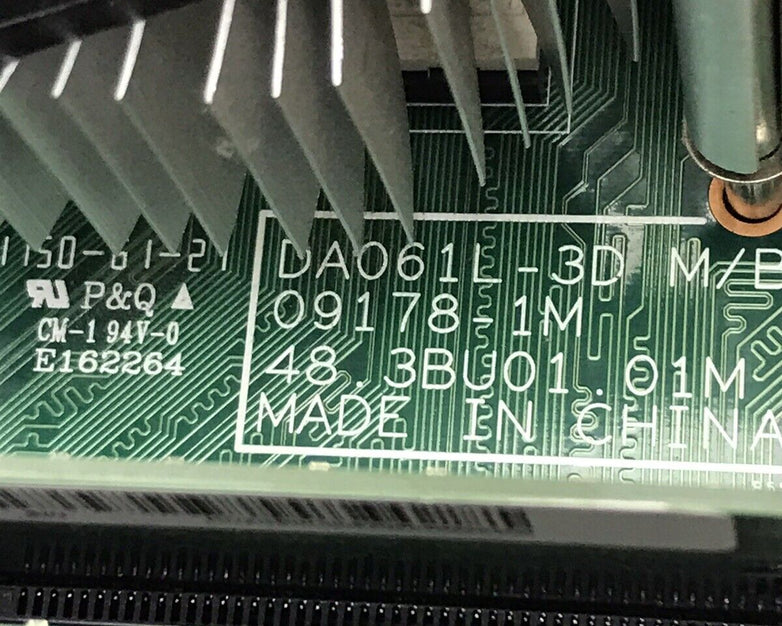 DA061L-3D M/B
09178-1M
48.3BU01.01M
MADE IN CHINA
P&Q
CM-1 94V-0
E162264